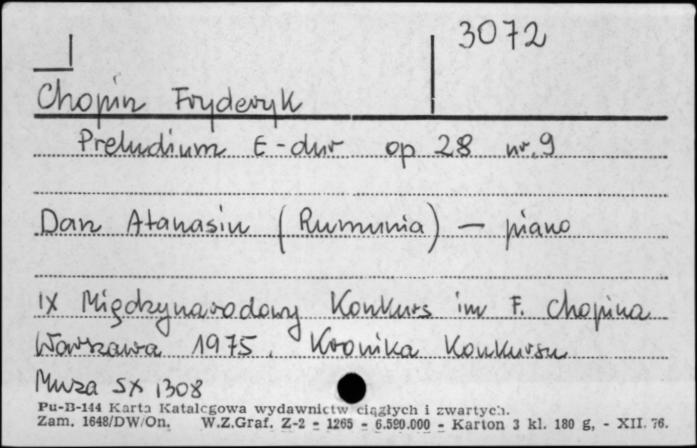 3072
Chopin Fryderyk
Preludium E-dur op 28 nr. 9
Dan Atanasiu (Rumunia) - piano
IX Międzynarodowy Konkurs im F. Chopina
Warszawa 1975. Kronika Konkursu
Muza SX 1308
Pu-B-144 Karta Katalogowa wydawnictw ciągłych i zwartych.
Zam. 1648/DW/On. W.Z.Graf. Z-2 - 1265 - 6.590.000 - Karton 3 kl. 180 g, - XII. 76.